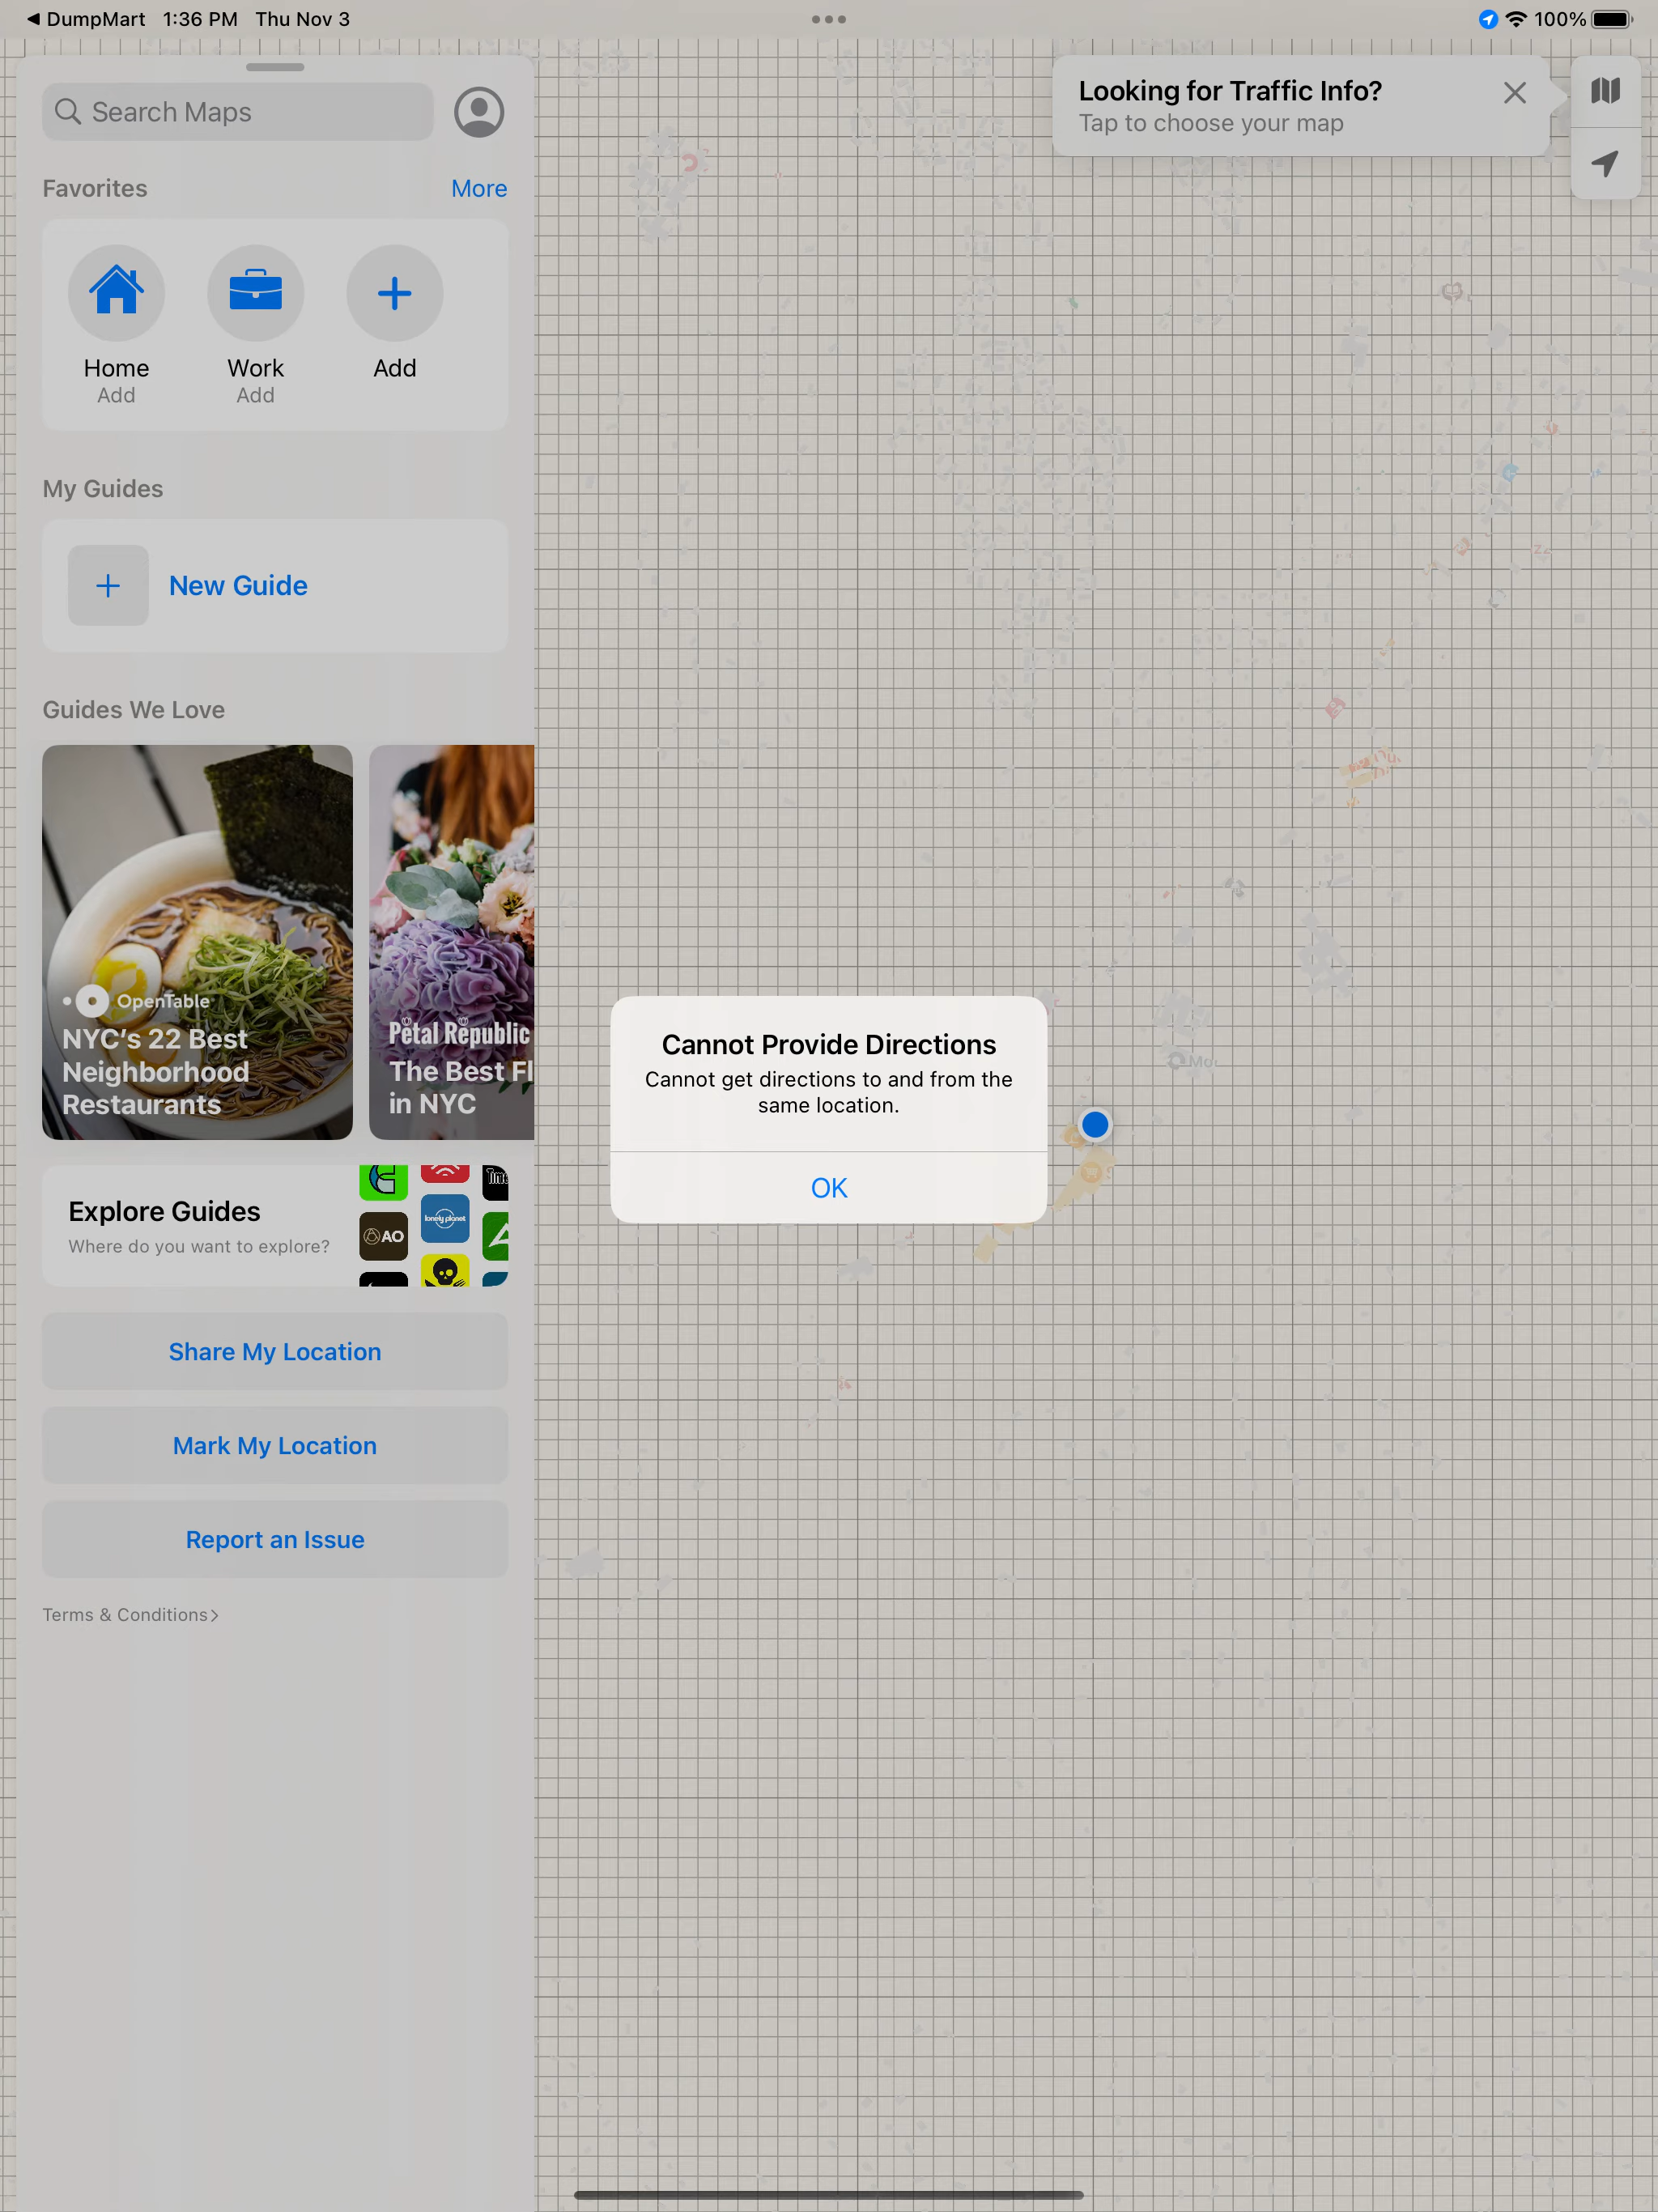 DumpMart 1:36 PM Thu Nov 3
100%
Search Maps
Favorites More
Home
Add
Work
Add
Add
My Guides
New Guide
Guides We Love
OpenTable
NYC's 22 Best
Neighborhood
Restaurants
Petal Republic
The Best Fl
in NYC
Explore Guides
Where do you want to explore?
AO
lonely planet
Share My Location
Mark My Location
Report an Issue
Terms & Conditions
Looking for Traffic Info?
Tap to choose your map
Cannot Provide Directions
Cannot get directions to and from the
same location.
OK